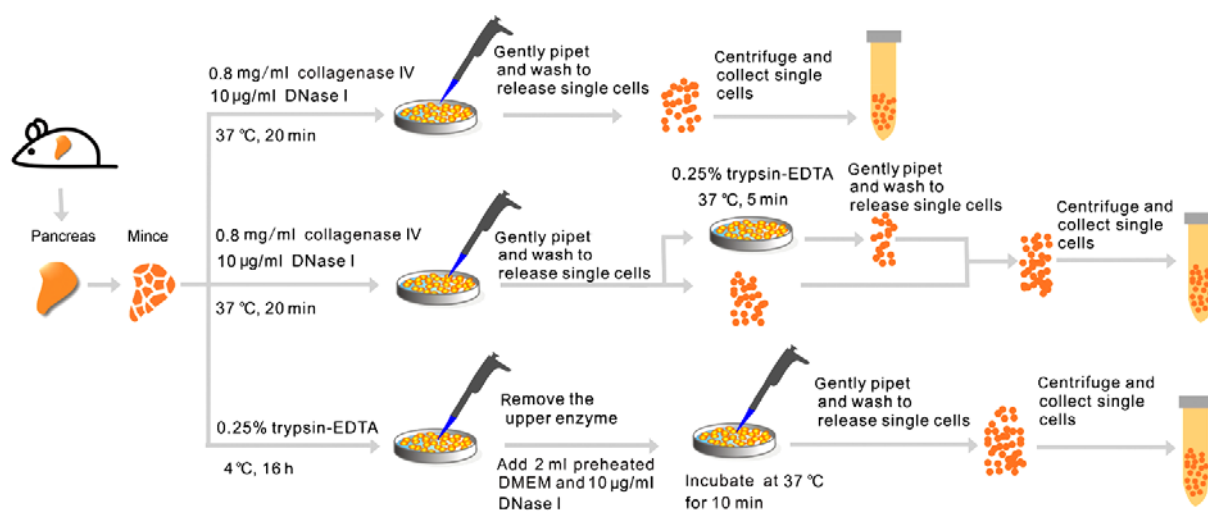 0.8 mg/ml collagenase IV
10 µg/ml DNase I
37 ℃, 20 min
Gently pipet
and wash to
release single cells
Centrifuge and
collect single
cells
Pancreas
Mince
0.8 mg/ml collagenase IV
10 µg/ml DNase I
37 ℃, 20 min
Gently pipet
and wash to
release single cells
0.25% trypsin-EDTA
37 ℃, 5 min
Gently pipet
and wash to
release single cells
Centrifuge and
collect single
cells
0.25% trypsin-EDTA
4℃, 16 h
Remove the
upper enzyme
Add 2 ml preheated
DMEM and 10 µg/ml
DNase I
Incubate at 37 ℃
for 10 min
Gently pipet
and wash to
release single cells
Centrifuge and
collect single
cells